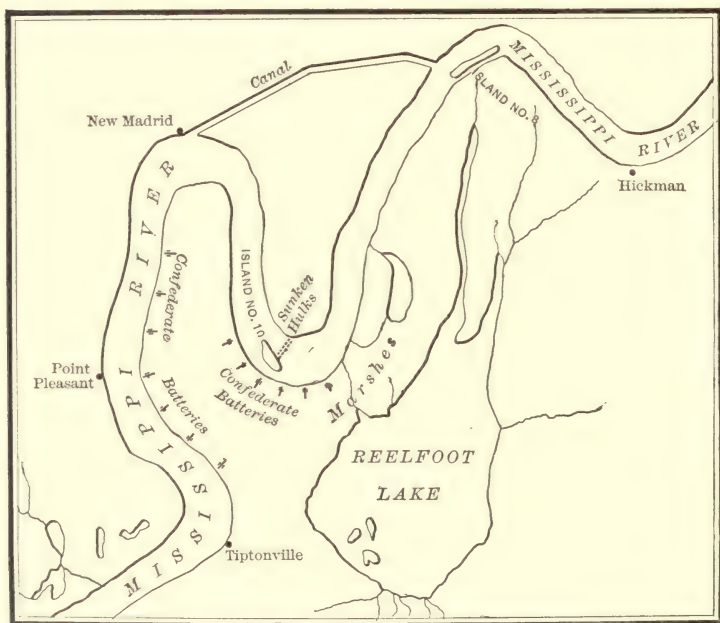 MISSISSIPPI
RIVER
Canal
ISLAND NO. 8
New Madrid
Hickman
MISSISSIPPI RIVER
Confederate
Batteries
ISLAND NO. 10
Sunken
Hulks
Confederate
Batteries
Marshes
Point
Pleasant
REELFOOT
LAKE
Tiptonville